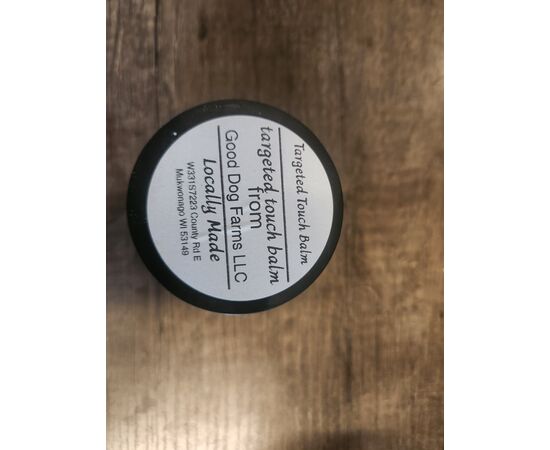 Targeted Touch Balm
targeted touch balm
from
Good Dog Farms LLC
Locally Made
W331S7223 County Rd E
Mukwonago WI 53149